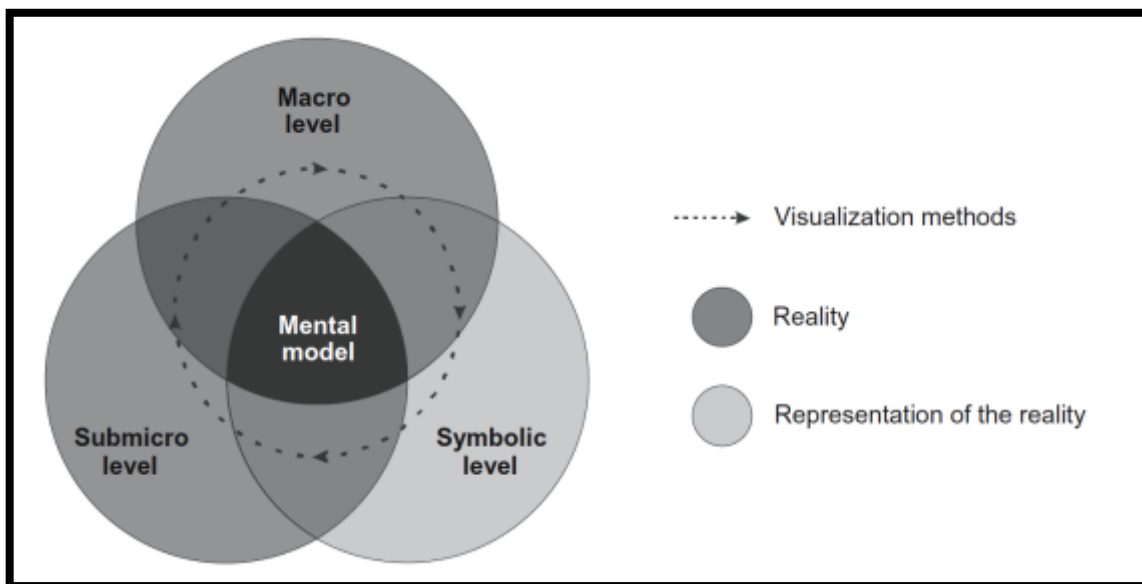 Macro
level
Visualization methods
Reality
Mental
model
Representation of the reality
Submicro
level
Symbolic
level